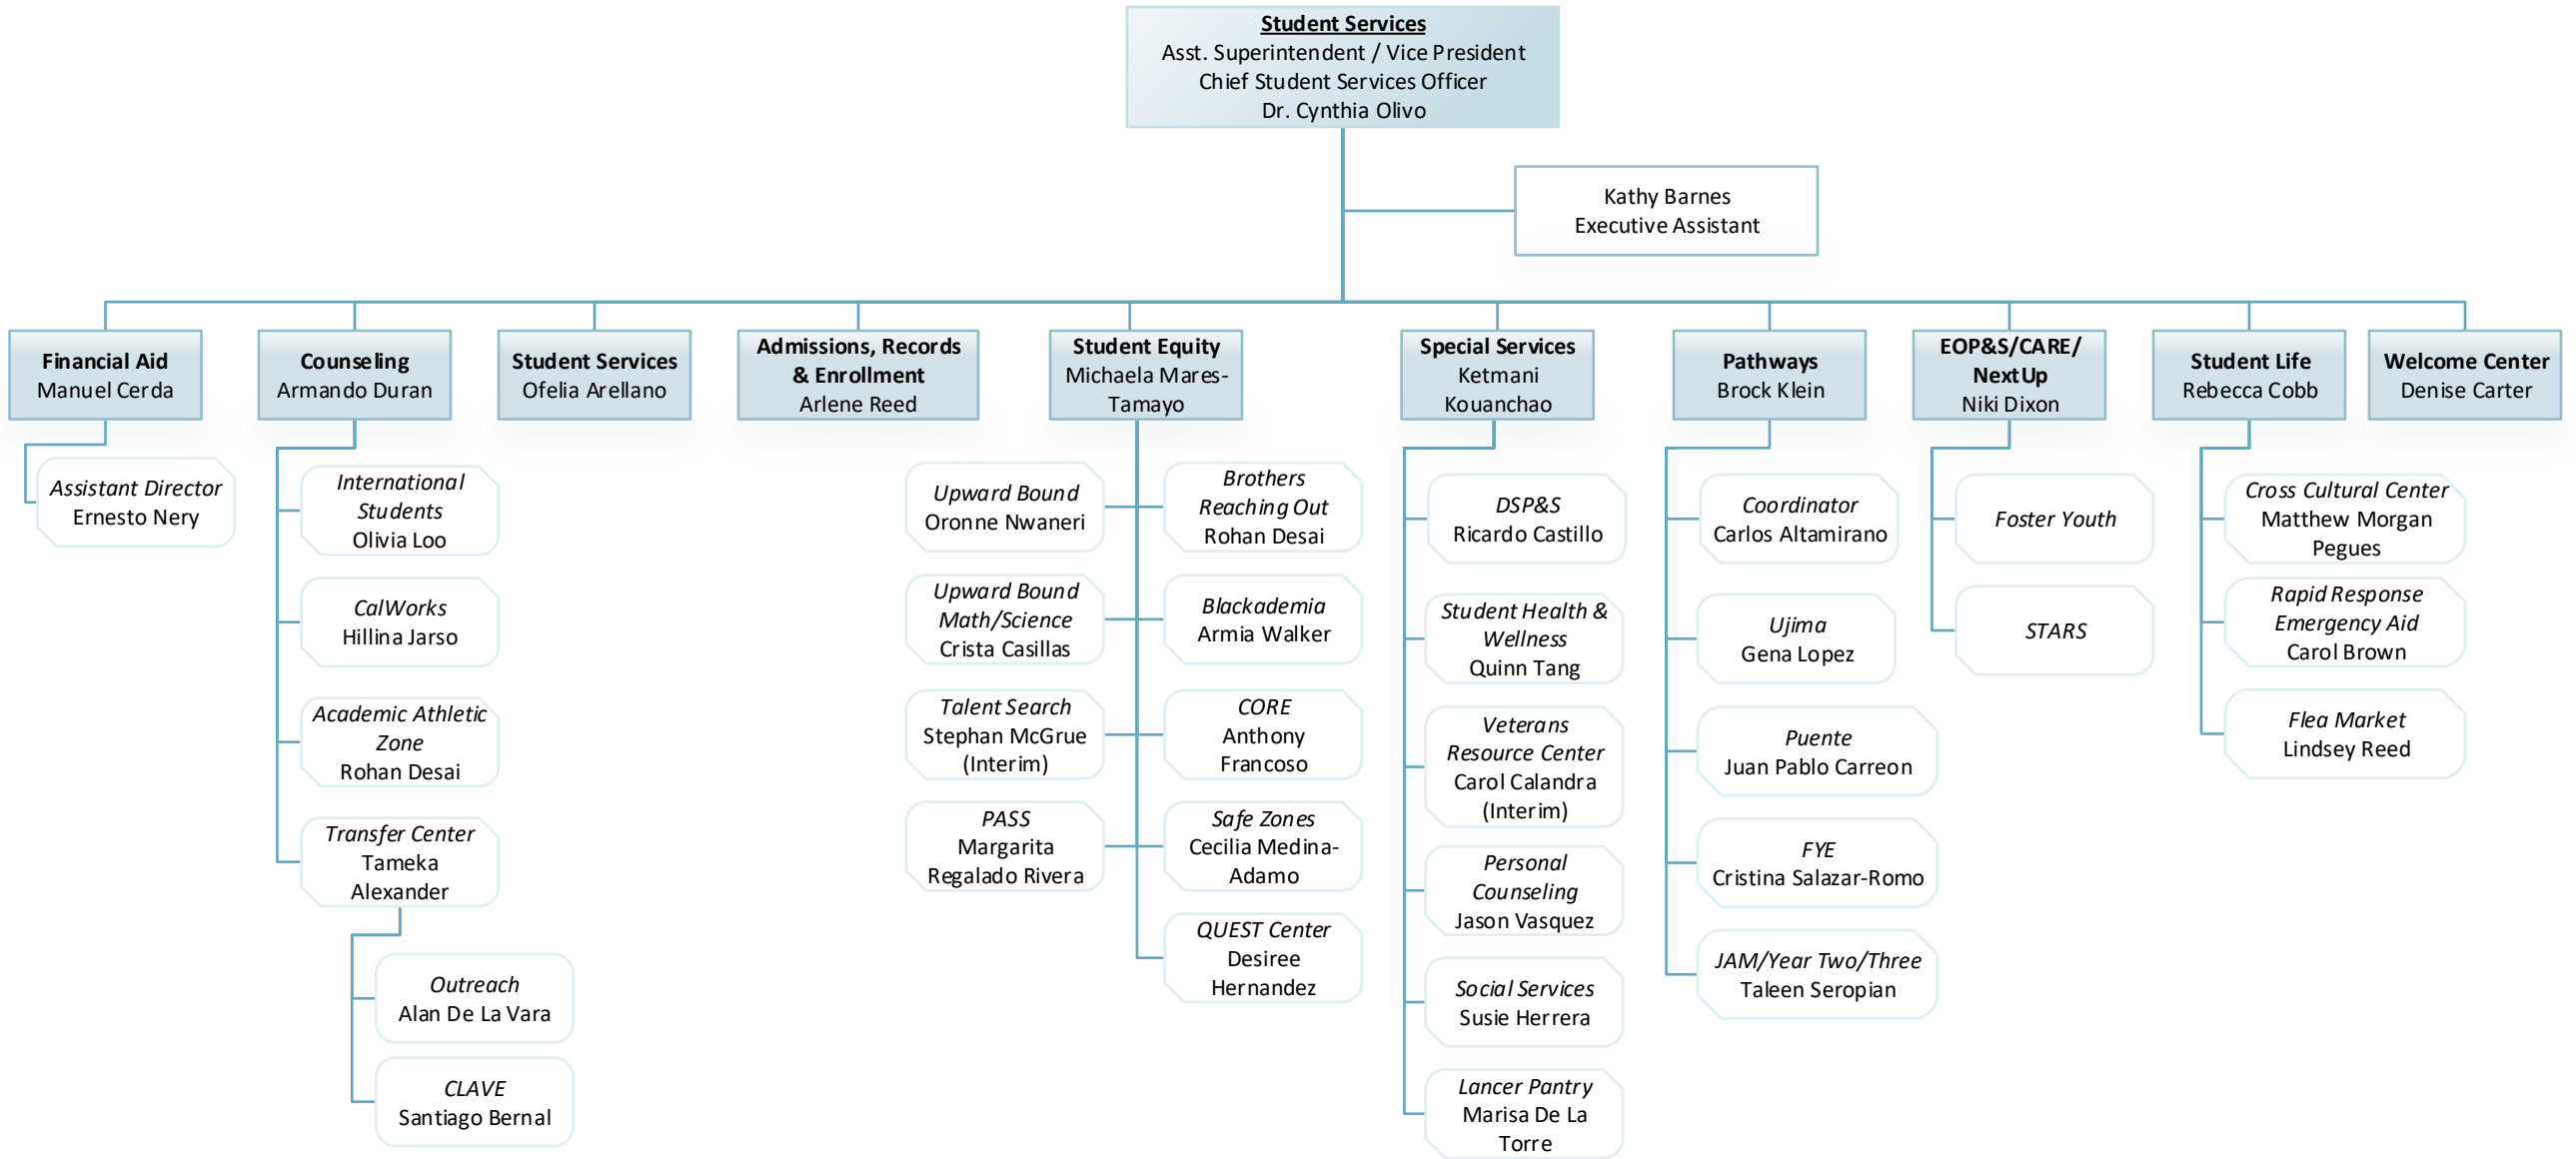 Student Services
Asst. Superintendent / Vice President
Chief Student Services Officer
Dr. Cynthia Olivo
Kathy Barnes
Executive Assistant
Financial Aid
Manuel Cerda
Counseling
Armando Duran
Student Services
Ofelia Arellano
Admissions, Records
& Enrollment
Arlene Reed
Student Equity
Michaela Mares-
Tamayo
Special Services
Ketmani
Kouanchao
Pathways
Brock Klein
EOP&S/CARE/
NextUp
Niki Dixon
Student Life
Rebecca Cobb
Welcome Center
Denise Carter
Assistant Director
Ernesto Nery
International
Students
Olivia Loo
CalWorks
Hillina Jarso
Academic Athletic
Zone
Rohan Desai
Transfer Center
Tameka
Alexander
Outreach
Alan De La Vara
CLAVE
Santiago Bernal
Upward Bound
Oronne Nwaneri
Upward Bound
Math/Science
Crista Casillas
Talent Search
Stephan McGrue
(Interim)
PASS
Margarita
Regalado Rivera
Brothers
Reaching Out
Rohan Desai
Blackademia
Armia Walker
CORE
Anthony
Francoso
Safe Zones
Cecilia Medina-
Adamo
QUEST Center
Desiree
Hernandez
DSP&S
Ricardo Castillo
Student Health &
Wellness
Quinn Tang
Veterans
Resource Center
Carol Calandra
(Interim)
Personal
Counseling
Jason Vasquez
Social Services
Susie Herrera
Lancer Pantry
Marisa De La
Torre
Coordinator
Carlos Altamirano
Ujima
Gena Lopez
Puente
Juan Pablo Carreon
FYE
Cristina Salazar-Romo
JAM/Year Two/Three
Taleen Seropian
Foster Youth
STARS
Cross Cultural Center
Matthew Morgan
Pegues
Rapid Response
Emergency Aid
Carol Brown
Flea Market
Lindsey Reed